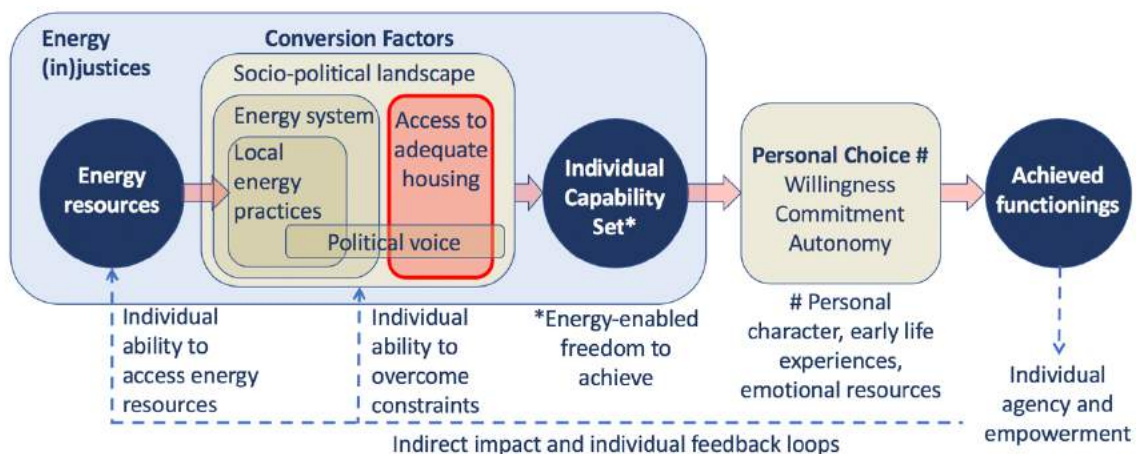 Energy
(in)justices
Conversion Factors
Socio-political landscape
Energy system
Local
energy
practices
Access to
adequate
housing
Political voice
Energy
resources
Individual
Capability
Set*
Personal Choice #
Willingness
Commitment
Autonomy
Achieved
functionings
Individual
ability to
access energy
resources
Individual
ability to
overcome
constraints
*Energy-enabled
freedom to
achieve
# Personal
character, early life
experiences,
emotional resources
Individual
agency and
empowerment
Indirect impact and individual feedback loops